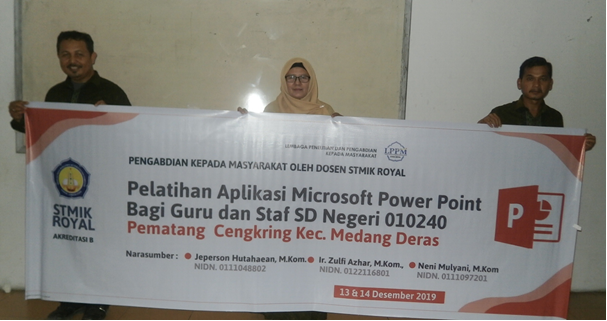 LEMBAGA PENELITIAN DAN PENGABDIAN
KEPADA MASYARAKAT
LPPM
PENGABDIAN KEPADA MASYARAKAT OLEH DOSEN STMIK ROYAL
STMIK
ROYAL
AKREDITASI B
Pelatihan Aplikasi Microsoft Power Point
Bagi Guru dan Staf SD Negeri 010240
Pematang Cengkring Kec. Medang Deras
P
Narasumber : Jeperson Hutahaean, M.Kom. Ir. Zulfi Azhar, M.Kom., Neni Mulyani, M.Kom
NIDN. 0111048802 NIDN. 0122116801 NIDN. 0111097201
13 & 14 Desember 2019